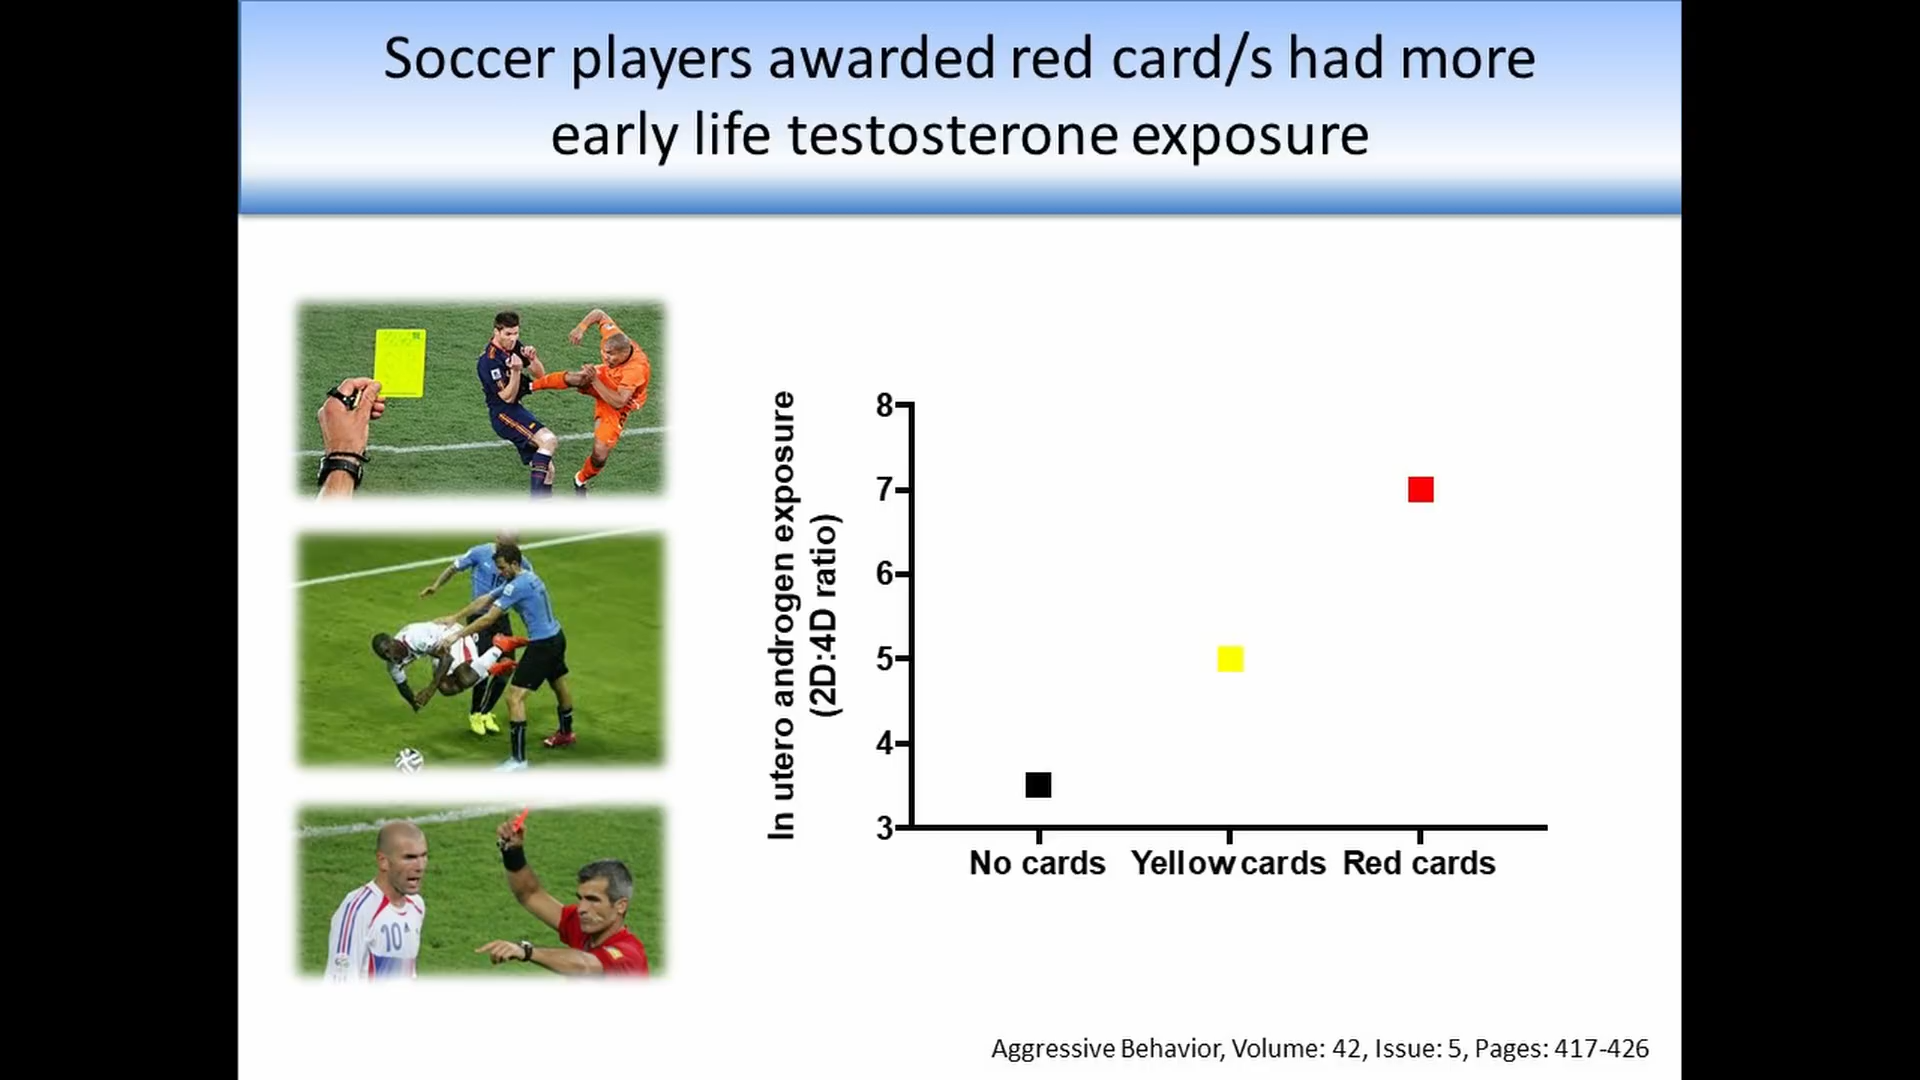 Soccer players awarded red card/s had more
early life testosterone exposure
In utero androgen exposure
(2D:4D ratio)
8
7
6
5
4
3
No cards
Yellow cards
Red cards
10
Aggressive Behavior, Volume: 42, Issue: 5, Pages: 417-426